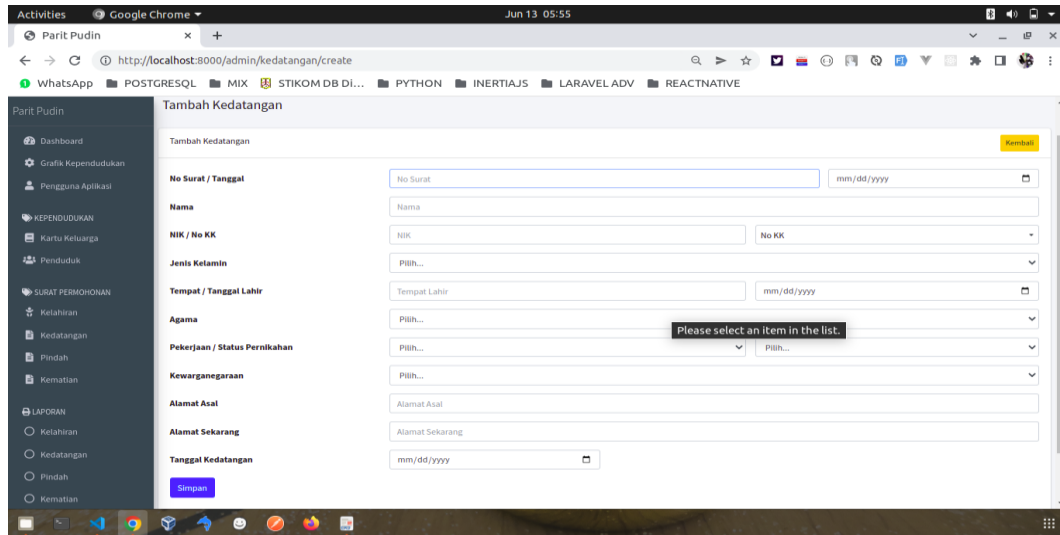 Activities Google Chrome Jun 13 05:55
Parit Pudin
http://localhost:8000/admin/kedatangan/create
WhatsApp POSTGRESQL MIX STIKOM DB Di... PYTHON INERTIAJS LARAVEL ADV REACTNATIVE
Parit Pudin
Dashboard
Grafik Kependudukan
Pengguna Aplikasi
KEPENDUDUKAN
Kartu Keluarga
Penduduk
SURAT PERMOHONAN
Kelahiran
Kedatangan
Pindah
Kematian
LAPORAN
Kelahiran
Kedatangan
Pindah
Kematian
Tambah Kedatangan
Tambah Kedatangan Kembali
No Surat / Tanggal No Surat mm/dd/yyyy
Nama Nama
NIK / No KK NIK No KK
Jenis Kelamin Pilih...
Tempat / Tanggal Lahir Tempat Lahir mm/dd/yyyy
Agama Pilih...
Please select an item in the list.
Pekerjaan / Status Pernikahan Pilih... Pilih...
Kewarganegaraan Pilih...
Alamat Asal Alamat Asal
Alamat Sekarang Alamat Sekarang
Tanggal Kedatangan mm/dd/yyyy
Simpan